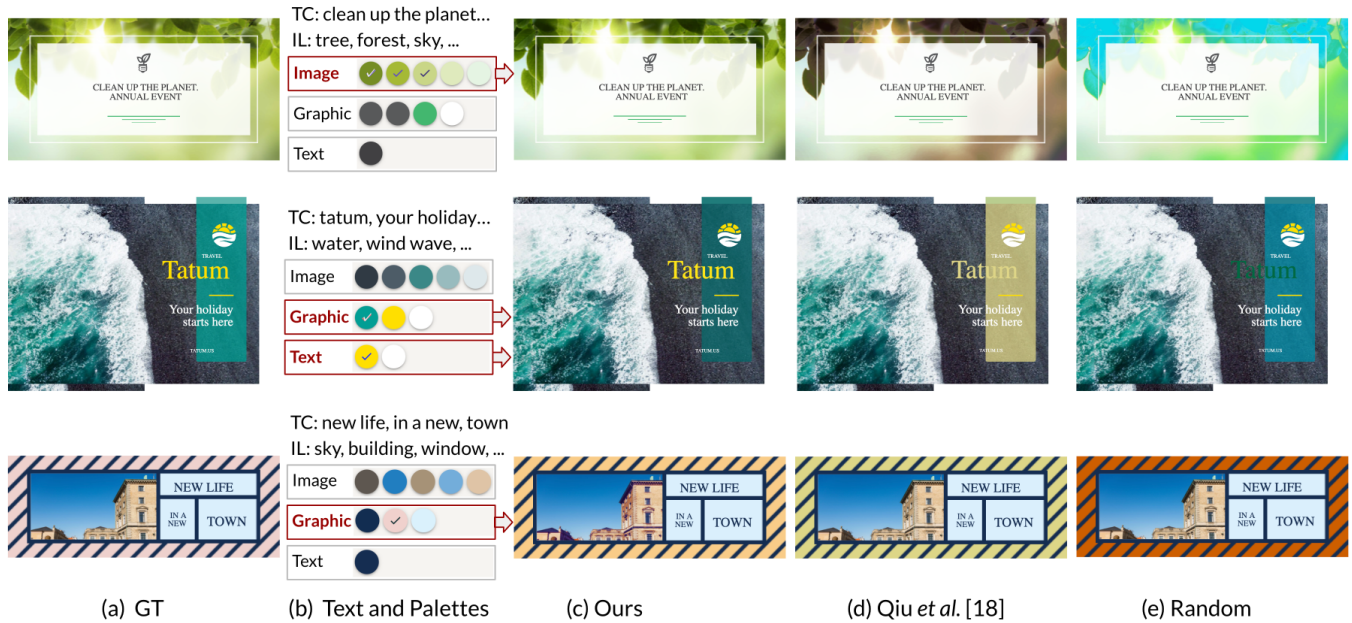 TC: clean up the planet...
IL: tree, forest, sky, ...
Image
Graphic
Text
CLEAN UP THE PLANET.
ANNUAL EVENT
CLEAN UP THE PLANET.
ANNUAL EVENT
CLEAN UP THE PLANET.
ANNUAL EVENT
CLEAN UP THE PLANET.
ANNUAL EVENT
TRAVEL
Tatum
Your holiday
starts here
TATUM.US
TC: tatum, your holiday...
IL: water, wind wave, ...
Image
Graphic
Text
TRAVEL
Tatum
Your holiday
starts here
TATUM.US
TRAVEL
Tatum
Your holiday
starts here
TATUM.US
TRAVEL
Tatum
Your holiday
starts here
TATUM.US
NEW LIFE
IN A
NEW
TOWN
TC: new life, in a new, town
IL: sky, building, window, ...
Image
Graphic
Text
NEW LIFE
IN A
NEW
TOWN
NEW LIFE
IN A
NEW
TOWN
NEW LIFE
IN A
NEW
TOWN
(a) GT
(b) Text and Palettes
(c) Ours
(d) Qiu et al. [18]
(e) Random